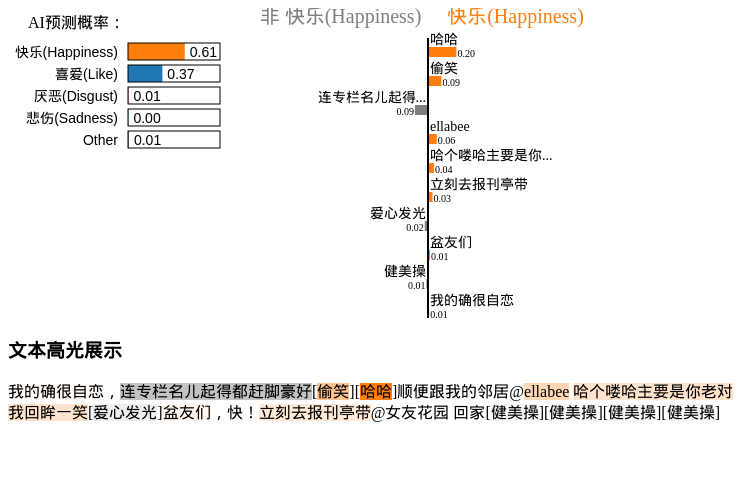 AI预测概率：
非 快乐(Happiness) 快乐(Happiness)
快乐(Happiness) 0.61
喜爱(Like) 0.37
厌恶(Disgust) 0.01
悲伤(Sadness) 0.00
Other 0.01
哈哈
0.20
偷笑
0.09
连专栏名儿起得...
0.09
ellabee
0.06
哈个喽哈主要是你...
0.04
立刻去报刊亭带
0.03
爱心发光
0.02
盆友们
0.01
健美操
0.01
我的确很自恋
0.01
文本高光展示
我的确很自恋，连专栏名儿起得都赶脚豪好[偷笑][哈哈]顺便跟我的邻居@ellabee 哈个喽哈主要是你老对
我回眸一笑[爱心发光]盆友们，快！立刻去报刊亭带@女友花园 回家[健美操][健美操][健美操][健美操]